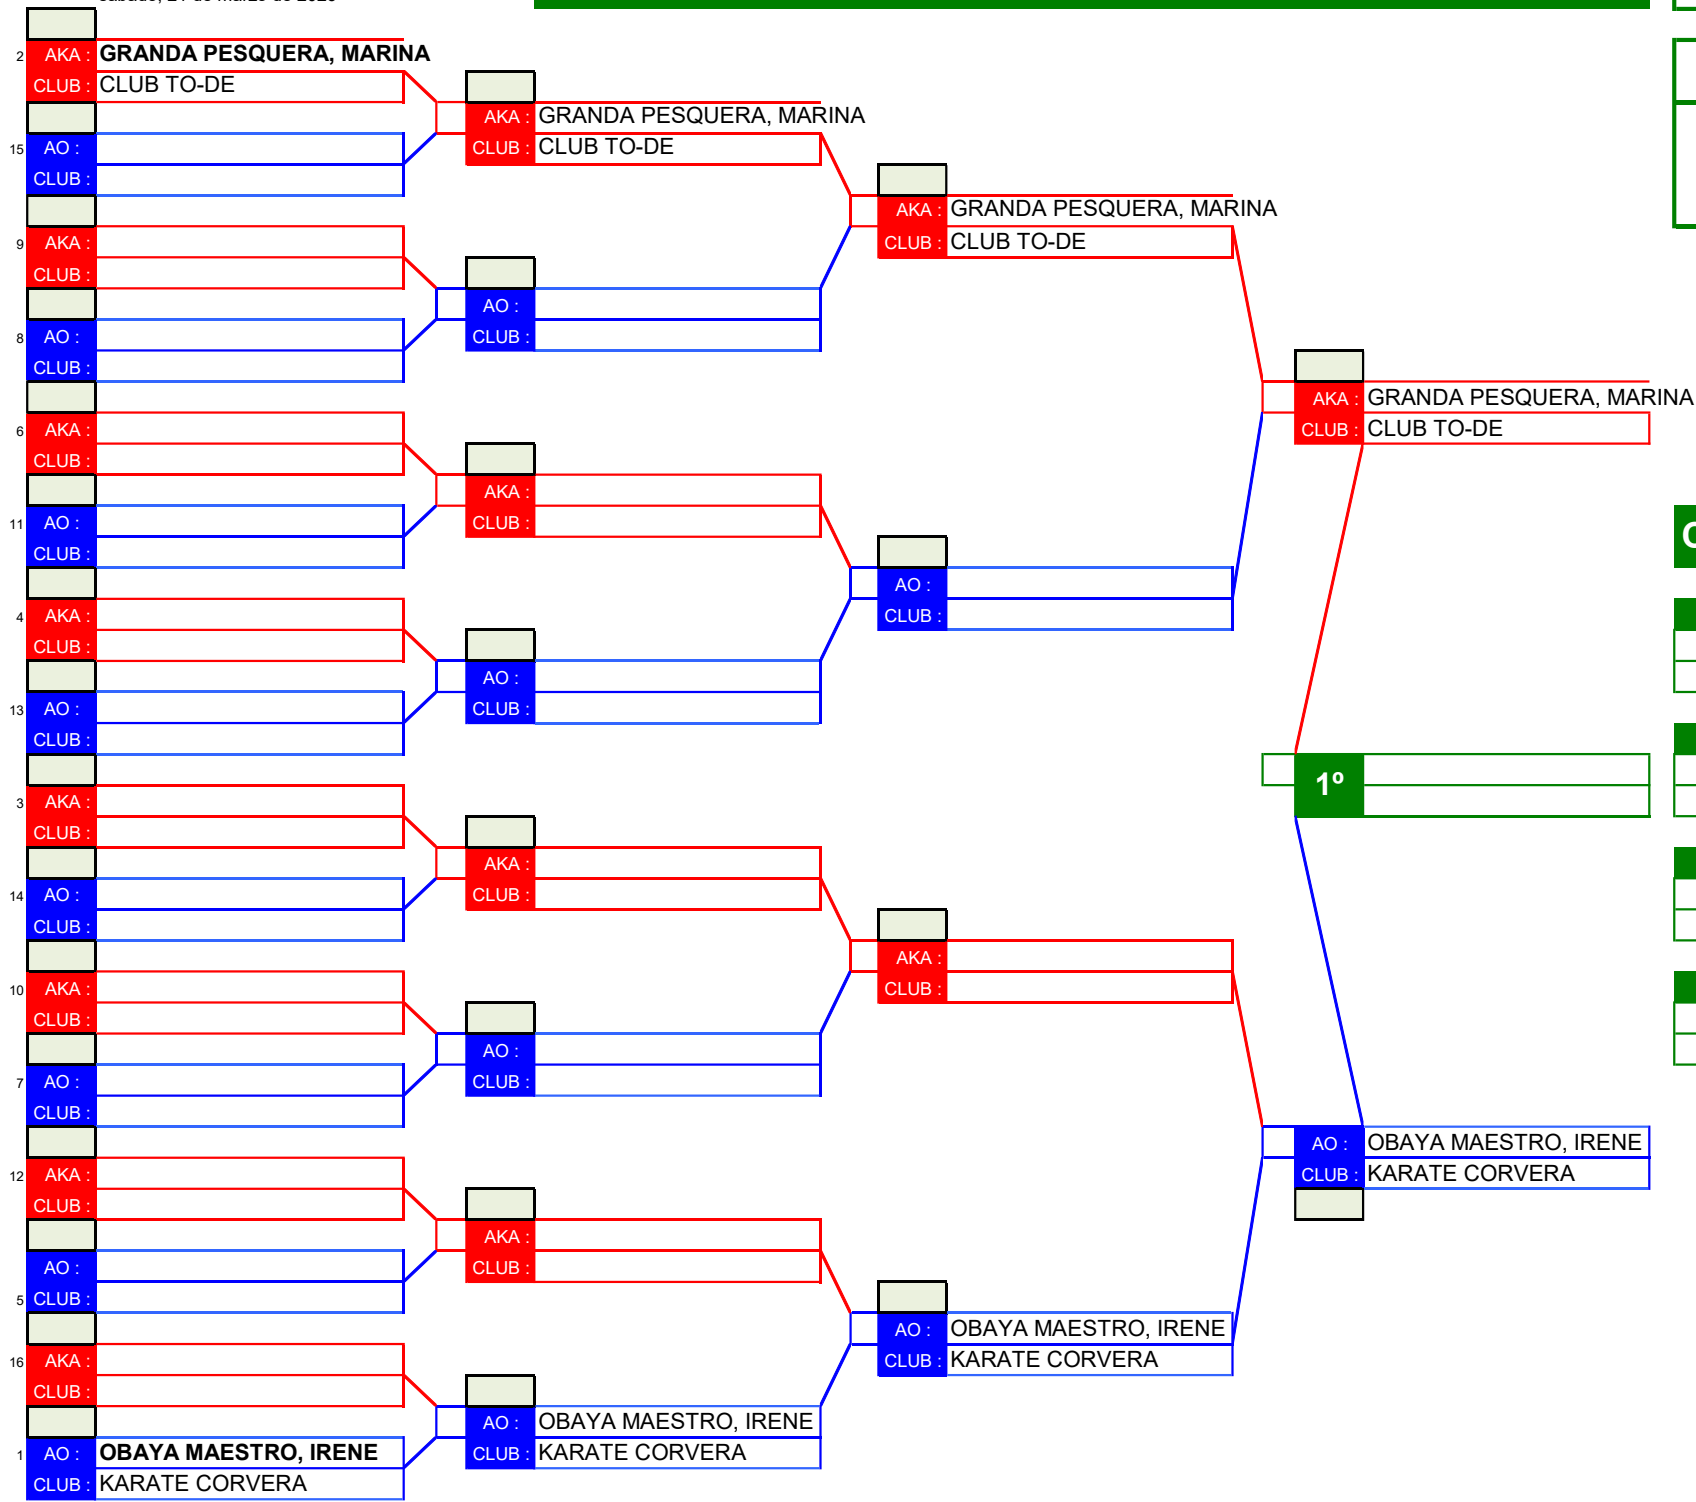 2 AKA : GRANDA PESQUERA, MARINA
CLUB : CLUB TO-DE
15 AO :
CLUB :
9 AKA :
CLUB :
8 AO :
CLUB :
6 AKA :
CLUB :
11 AO :
CLUB :
4 AKA :
CLUB :
13 AO :
CLUB :
3 AKA :
CLUB :
14 AO :
CLUB :
10 AKA :
CLUB :
7 AO :
CLUB :
12 AKA :
CLUB :
AO :
5 CLUB :
16 AKA :
CLUB :
1 AO : OBAYA MAESTRO, IRENE
CLUB : KARATE CORVERA
AKA : GRANDA PESQUERA, MARINA
CLUB : CLUB TO-DE
AO :
CLUB :
AKA :
CLUB :
AO :
CLUB :
AKA :
CLUB :
AO :
CLUB :
AKA :
CLUB :
AO : OBAYA MAESTRO, IRENE
CLUB : KARATE CORVERA
AKA : GRANDA PESQUERA, MARINA
CLUB : CLUB TO-DE
AO :
CLUB :
AKA :
CLUB :
AO : OBAYA MAESTRO, IRENE
CLUB : KARATE CORVERA
AKA : GRANDA PESQUERA, MARINA
CLUB : CLUB TO-DE
1º
AO : OBAYA MAESTRO, IRENE
CLUB : KARATE CORVERA